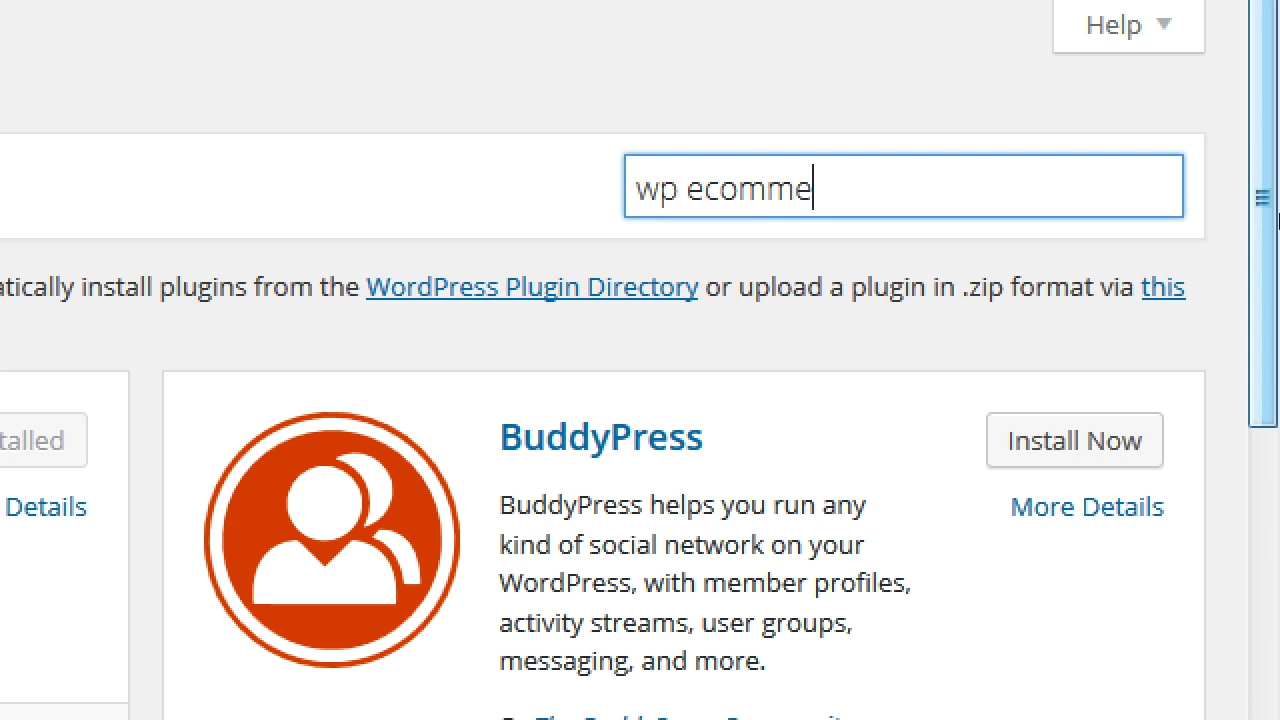 Help
wp ecomme
atically install plugins from the WordPress Plugin Directory or upload a plugin in .zip format via this
talled
BuddyPress
Install Now
Details
BuddyPress helps you run any
More Details
kind of social network on your
WordPress, with member profiles,
activity streams, user groups,
messaging, and more.